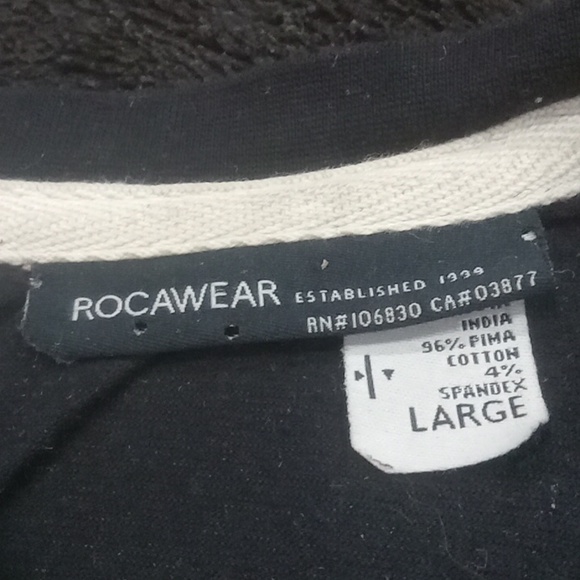 ROCAWEAR ESTABLISHED 1999
RN#106830 CA#03877
INDIA
96% PIMA
COTTON
4%
SPANDEX
LARGE